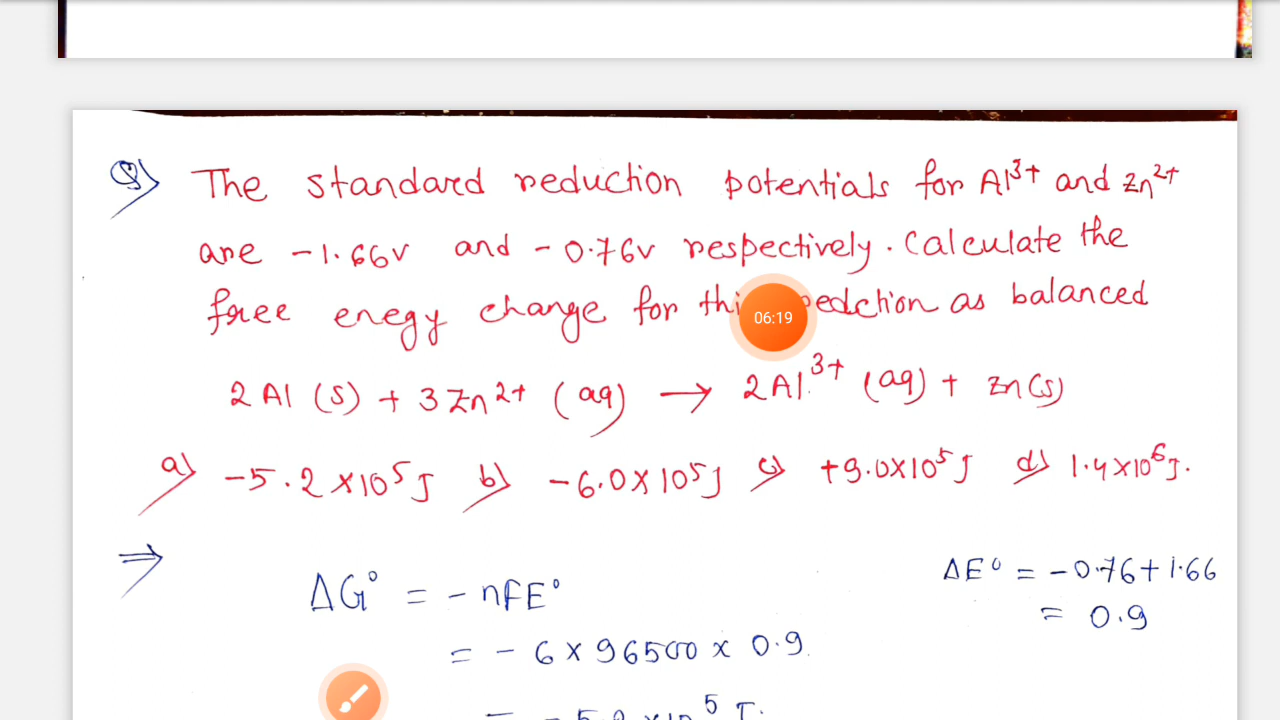 Q) The standard reduction potentials for Al³⁺ and Zn²⁺
are -1.66v and -0.76v respectively. Calculate the
free enegy change for as balanced
06:19
2Al (s) + 3Zn²⁺ (aq) → 2Al³⁺ (aq) + Zn(s)
a) -5.2×10⁵J b) -6.0×10⁵J c) +9.0×10⁵J d) 1.4×10⁶J.
⇒
ΔG° = -nFE°
ΔE° = -0.76+1.66
= 0.9
= -6×96500×0.9